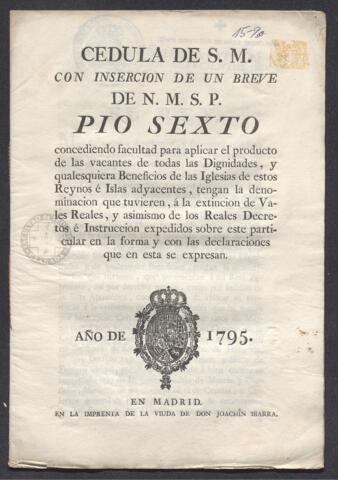 15-9
CEDULA DE S. M.
CON INSERCION DE UN BREVE
DE N. M. S. P.
PIO SEXTO
concediendo facultad para aplicar el producto
de las vacantes de todas las Dignidades, y
qualesquiera Beneficios de las Iglesias de estos
Reynos é Islas adyacentes, tengan la deno-
minacion que tuvieren, á la extincion de Va-
les Reales, y asimismo de los Reales Decre-
tos é Instruccion expedidos sobre este parti-
cular en la forma y con las declaraciones
que en esta se expresan.
AÑO DE 1795.
EN MADRID.
EN LA IMPRENTA DE LA VIUDA DE DON JOACHÎN IBARRA.